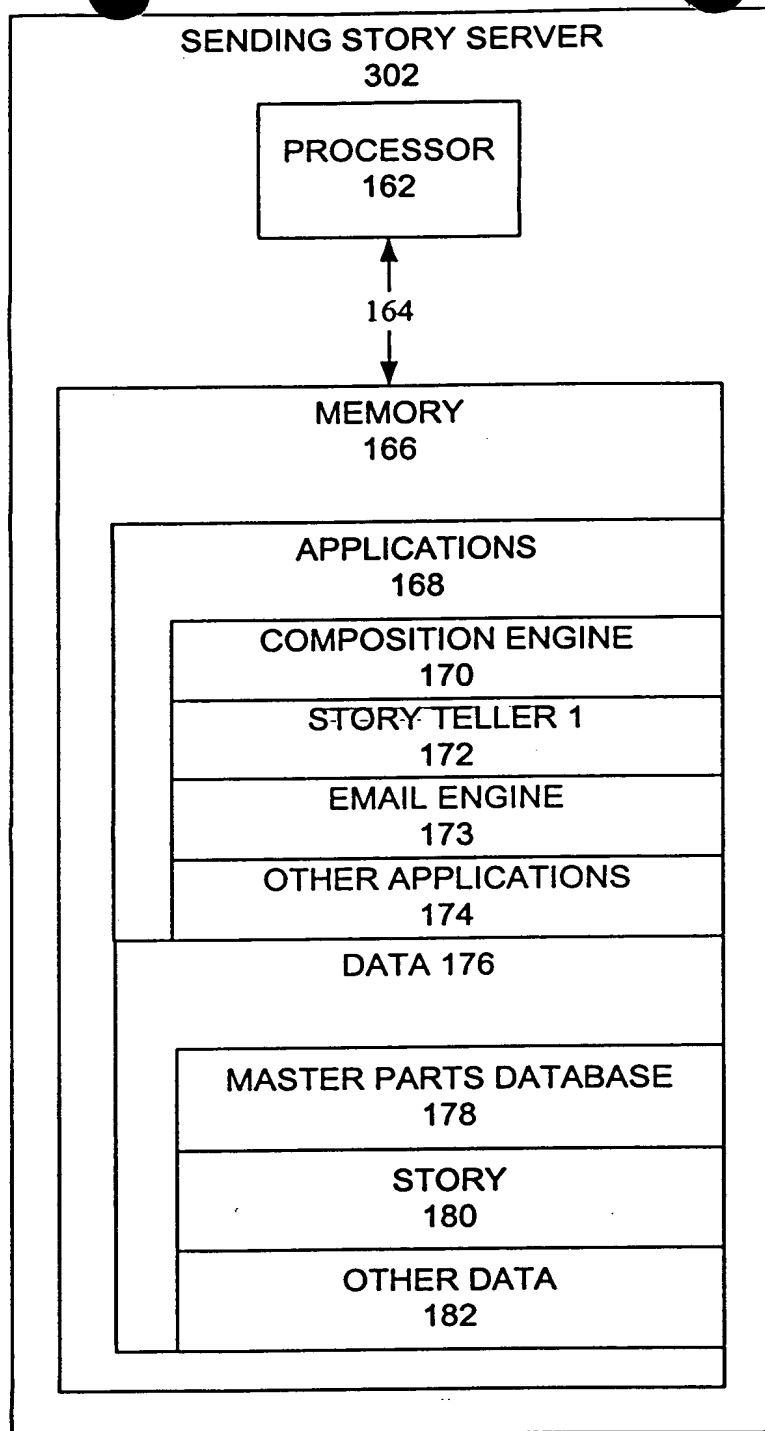 SENDING STORY SERVER
302
PROCESSOR
162
164
MEMORY
166
APPLICATIONS
168
COMPOSITION ENGINE
170
STORY TELLER 1
172
EMAIL ENGINE
173
OTHER APPLICATIONS
174
DATA 176
MASTER PARTS DATABASE
178
STORY
180
OTHER DATA
182